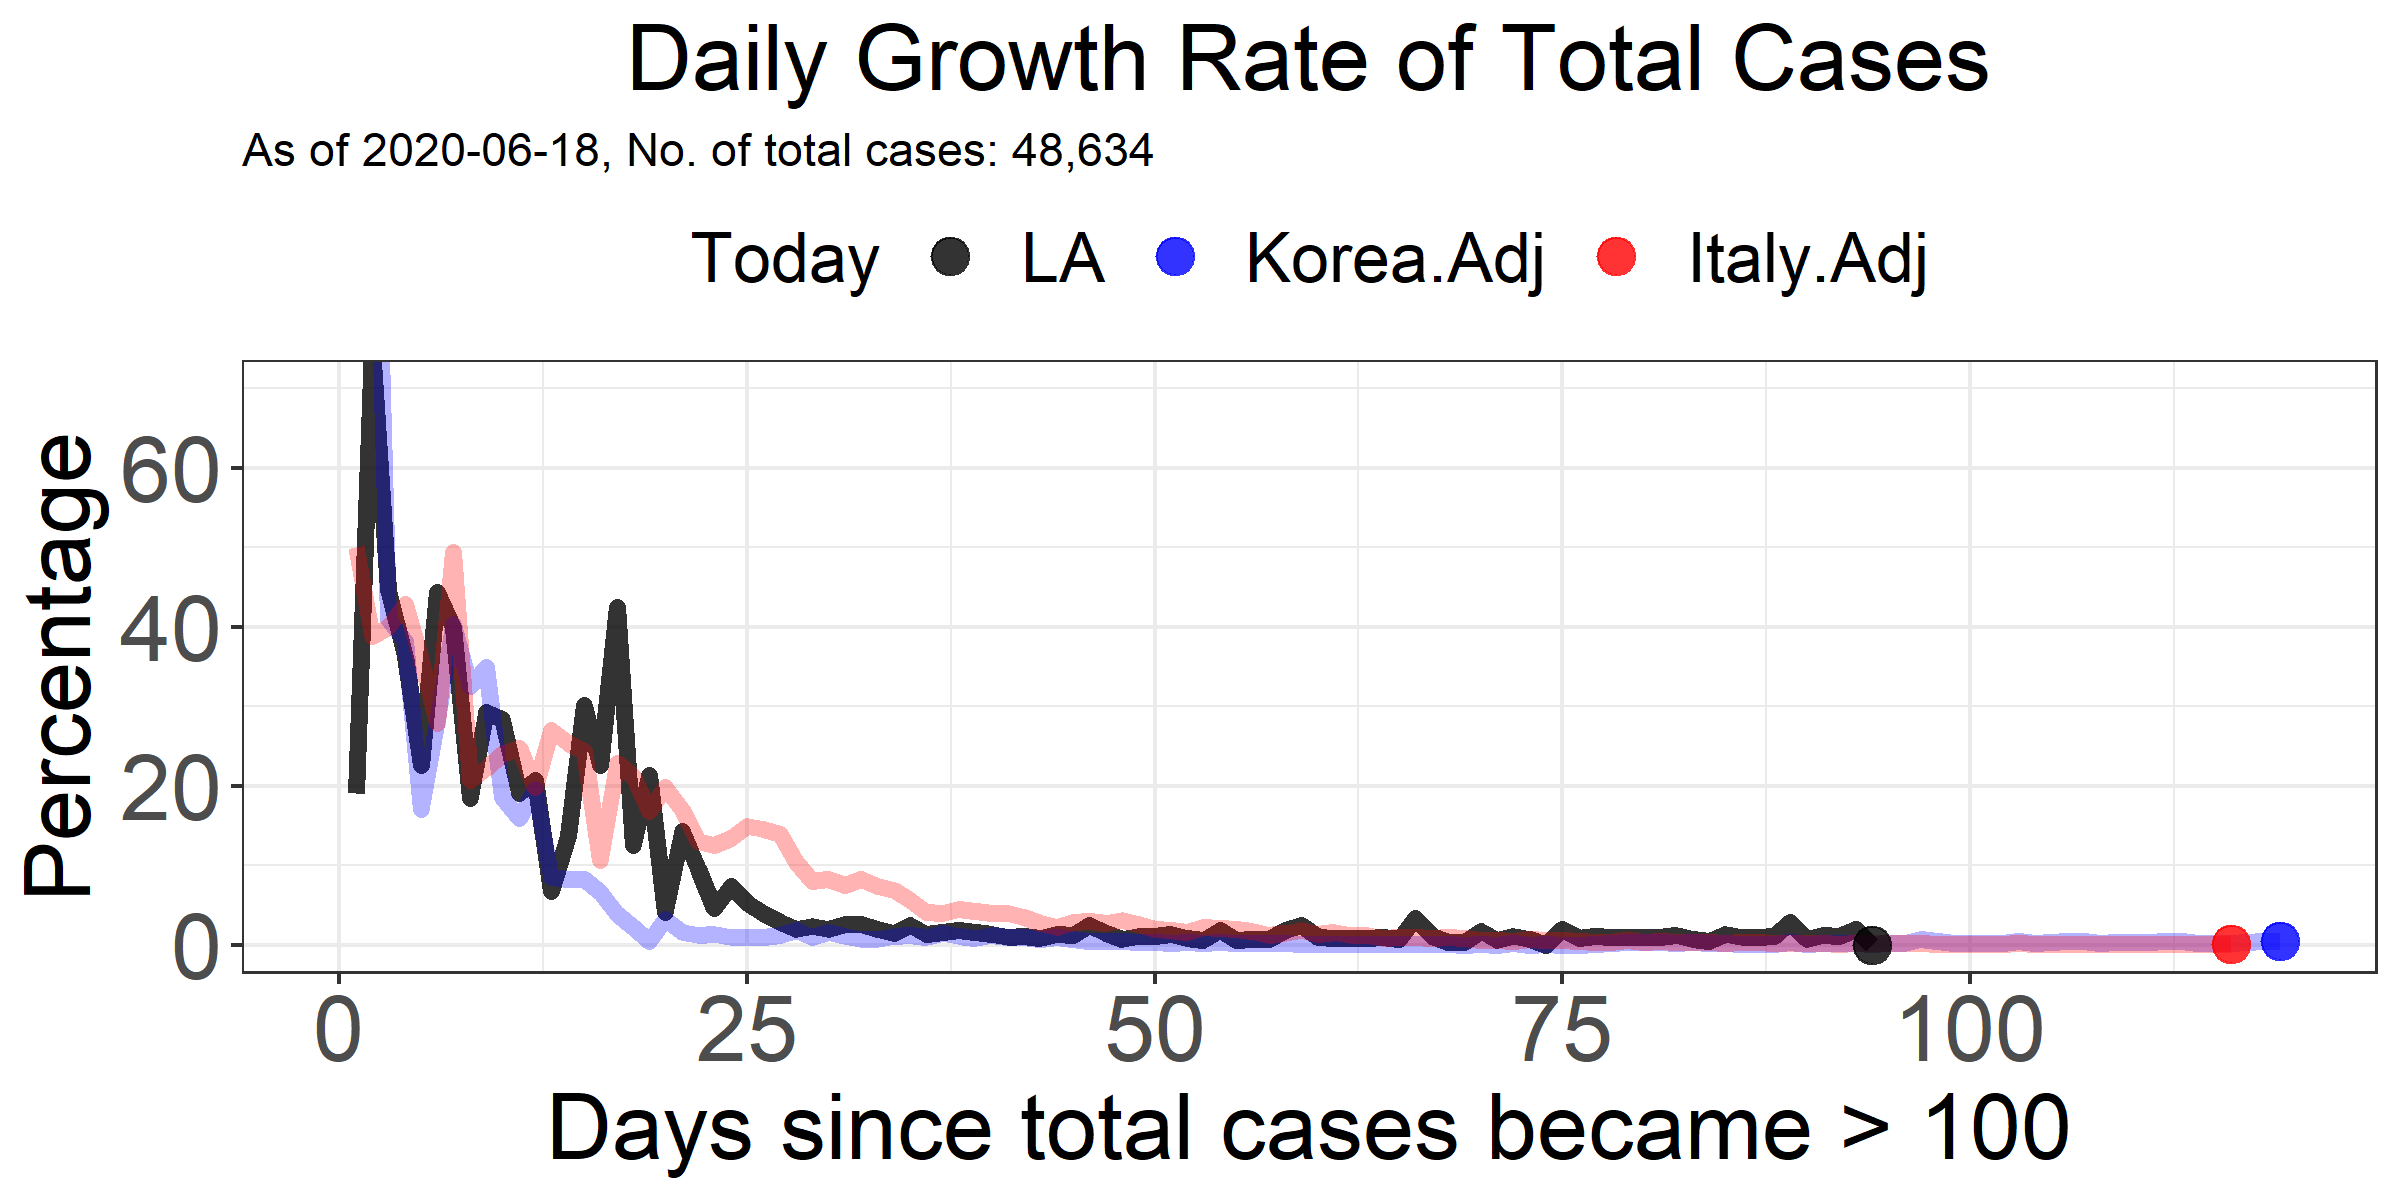 Daily Growth Rate of Total Cases
As of 2020-06-18, No. of total cases: 48,634
Today LA Korea.Adj Italy.Adj
Percentage
60
40
20
0
0 25 50 75 100
Days since total cases became > 100